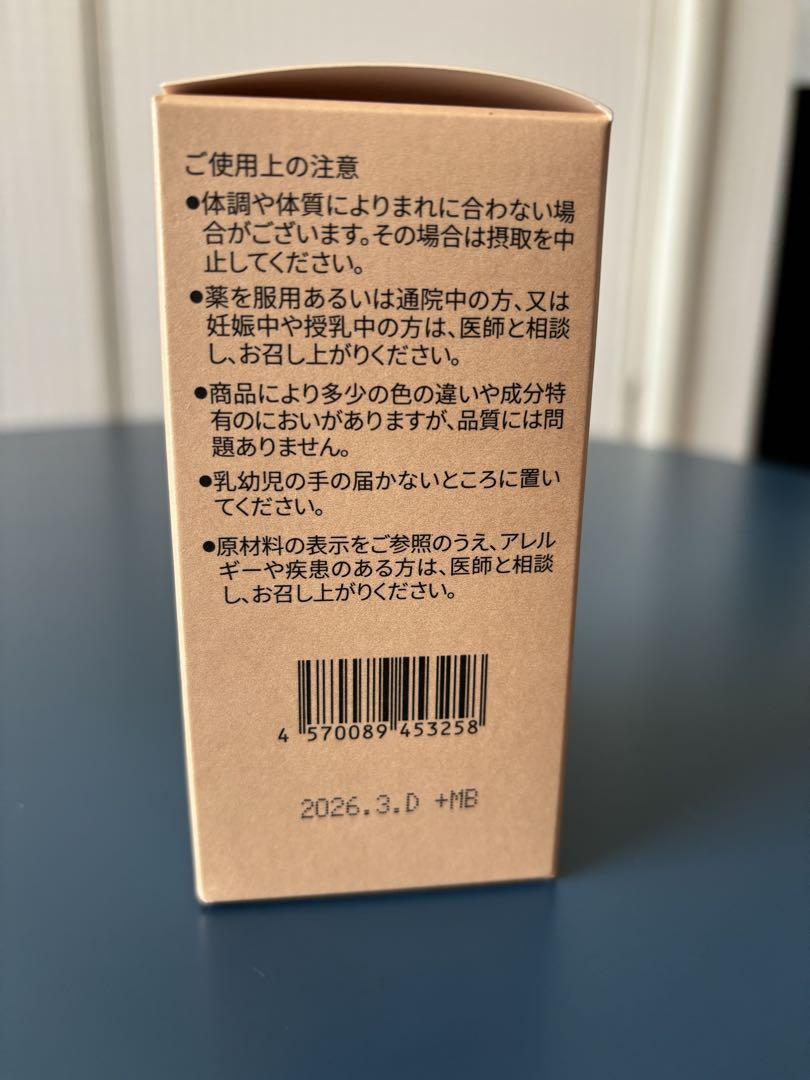 ご使用上の注意
●体調や体質によりまれに合わない場
合がございます。その場合は摂取を中
止してください。
●薬を服用あるいは通院中の方、又は
妊娠中や授乳中の方は、医師と相談
し、お召し上がりください。
●商品により多少の色の違いや成分特
有のにおいがありますが、品質には問
題ありません。
●乳幼児の手の届かないところに置い
てください。
●原材料の表示をご参照のうえ、アレル
ギーや疾患のある方は、医師と相談
し、お召し上がりください。
4 570089 453258
2026.3.D +MB